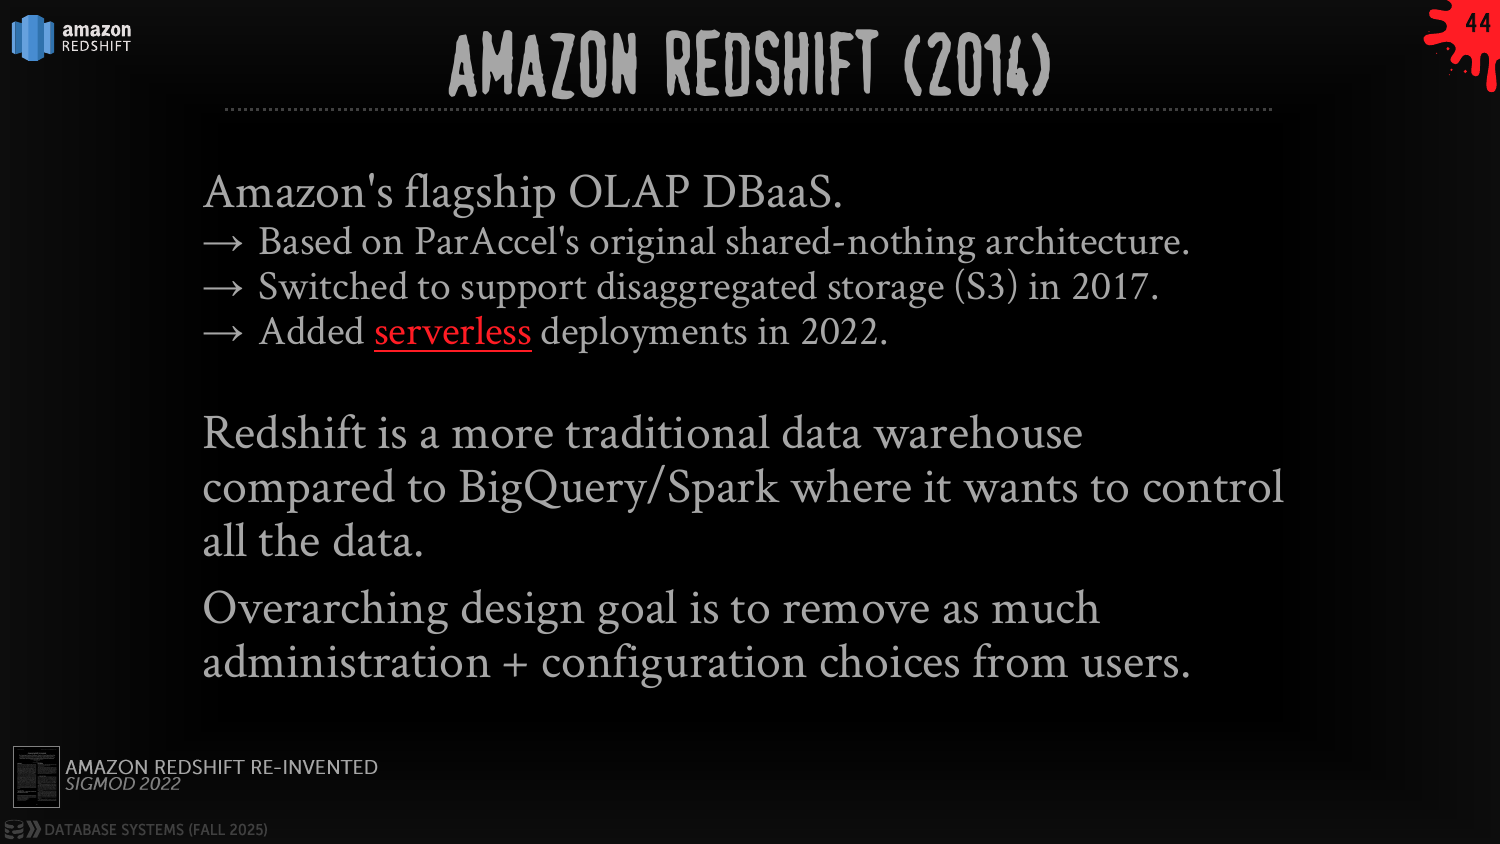 amazon
REDSHIFT
44
AMAZON REDSHIFT (2014)
Amazon's flagship OLAP DBaaS.
→ Based on ParAccel's original shared-nothing architecture.
→ Switched to support disaggregated storage (S3) in 2017.
→ Added serverless deployments in 2022.
Redshift is a more traditional data warehouse
compared to BigQuery/Spark where it wants to control
all the data.
Overarching design goal is to remove as much
administration + configuration choices from users.
AMAZON REDSHIFT RE-INVENTED
SIGMOD 2022
DATABASE SYSTEMS (FALL 2025)